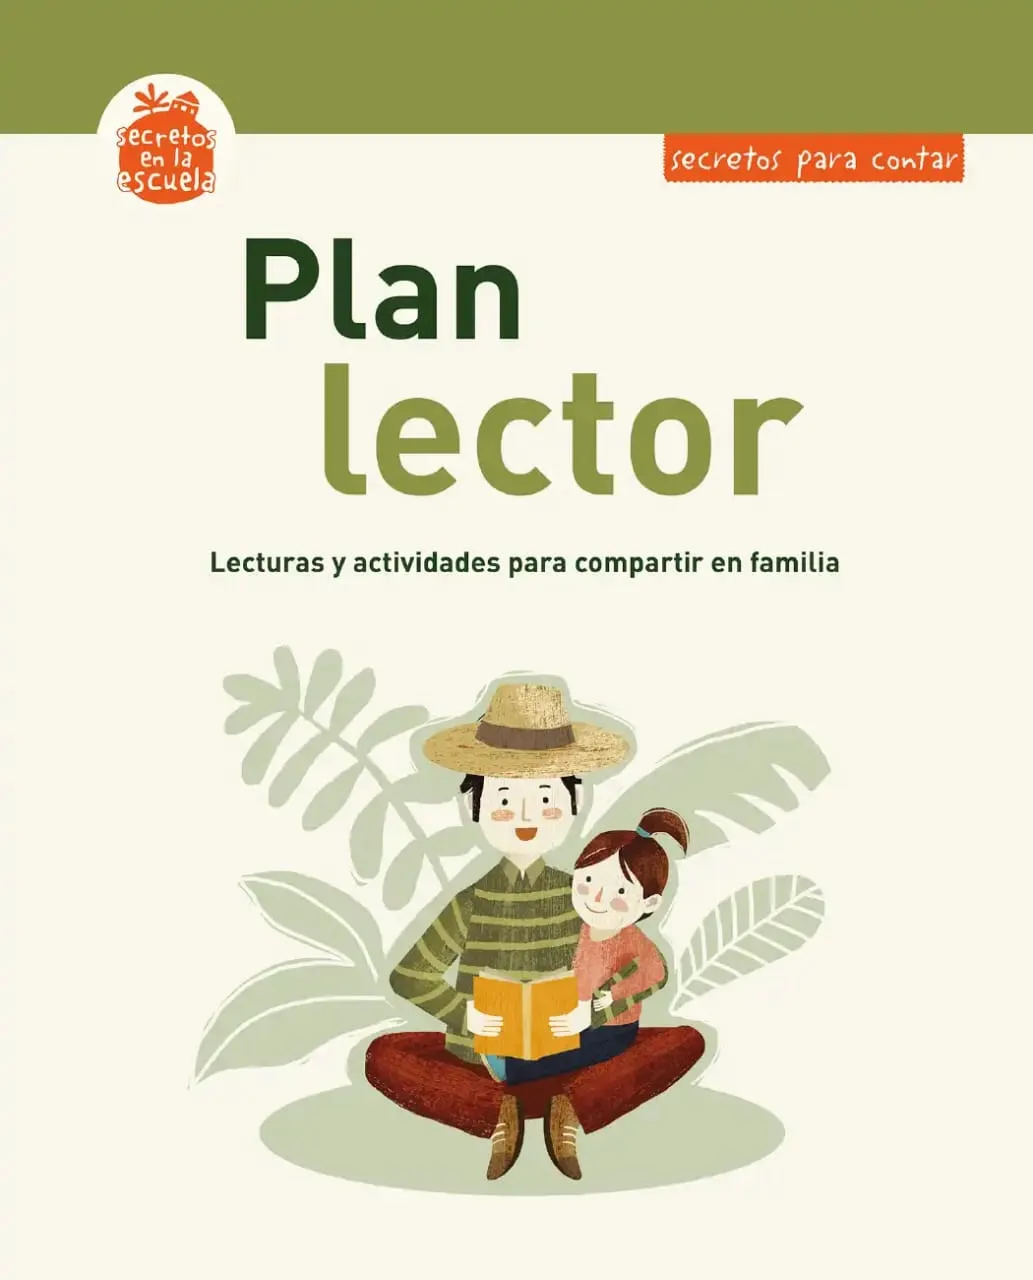 secretos
en la
escuela
secretos para contar
Plan
lector
Lecturas y actividades para compartir en familia